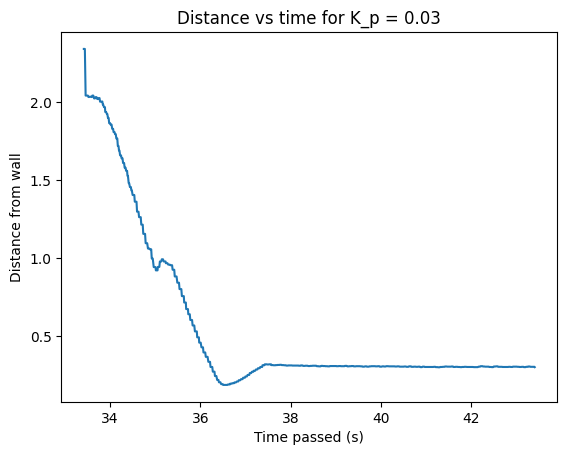 Distance vs time for K_p = 0.03
Distance from wall
2.0
1.5
1.0
0.5
34 36 38 40 42
Time passed (s)